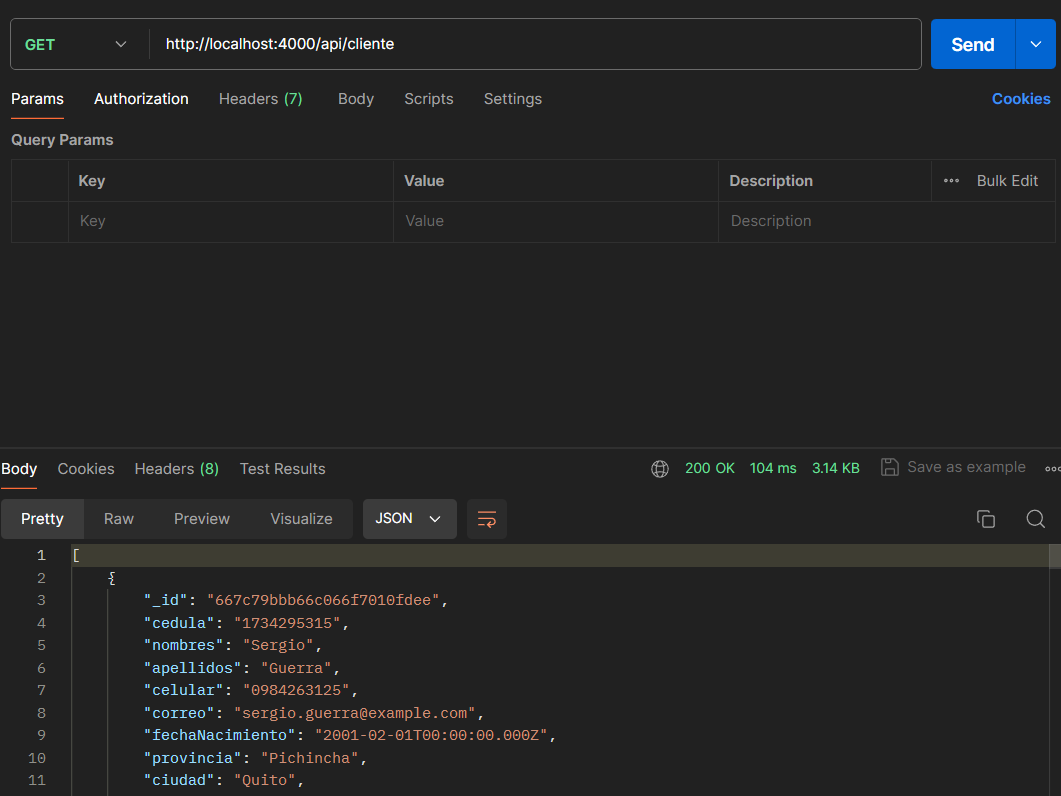 GET http://localhost:4000/api/cliente Send
Params Authorization Headers (7) Body Scripts Settings Cookies
Query Params
Key Value Description ••• Bulk Edit
Key Value Description
Body Cookies Headers (8) Test Results 200 OK 104 ms 3.14 KB Save as example
Pretty Raw Preview Visualize JSON
1 [
2 {
3 "_id": "667c79bbb66c066f7010fdee",
4 "cedula": "1734295315",
5 "nombres": "Sergio",
6 "apellidos": "Guerra",
7 "celular": "0984263125",
8 "correo": "sergio.guerra@example.com",
9 "fechaNacimiento": "2001-02-01T00:00:00.000Z",
10 "provincia": "Pichincha",
11 "ciudad": "Quito",